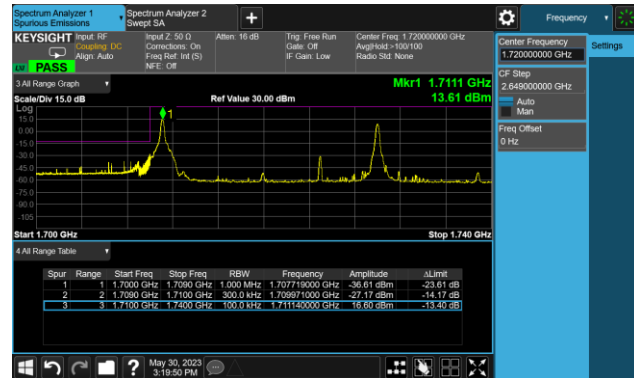 Spectrum Analyzer 1
Spurious Emissions
Spectrum Analyzer 2
Swept SA
Frequency
KEYSIGHT
Input: RF
Coupling: DC
Align: Auto
Input Z: 50 Ω
Corrections: On
Freq Ref: Int (S)
NFE: Off
Atten: 16 dB
Trig: Free Run
Gate: Off
IF Gain: Low
Center Freq: 1.720000000 GHz
Avg|Hold:>100/100
Radio Std: None
PASS
Center Frequency
1.720000000 GHz
Settings
CF Step
2.649000000 GHz
Auto
Man
Freq Offset
0 Hz
3 All Range Graph
Mkr1 1.7111 GHz
Scale/Div 15.0 dB
Ref Value 30.00 dBm
13.61 dBm
Log
1
15.0
0.00
-15.0
-30.0
-45.0
-60.0
-75.0
-90.0
-105
Start 1.700 GHz
Stop 1.740 GHz
4 All Range Table
Spur Range Start Freq Stop Freq RBW Frequency Amplitude ΔLimit
1 1 1.7000 GHz 1.7090 GHz 1.000 MHz 1.707719000 GHz -36.61 dBm -23.61 dB
2 2 1.7090 GHz 1.7100 GHz 300.0 kHz 1.709971000 GHz -27.17 dBm -14.17 dB
3 3 1.7100 GHz 1.7400 GHz 100.0 kHz 1.711140000 GHz 16.60 dBm -13.40 dB
May 30, 2023
3:19:50 PM